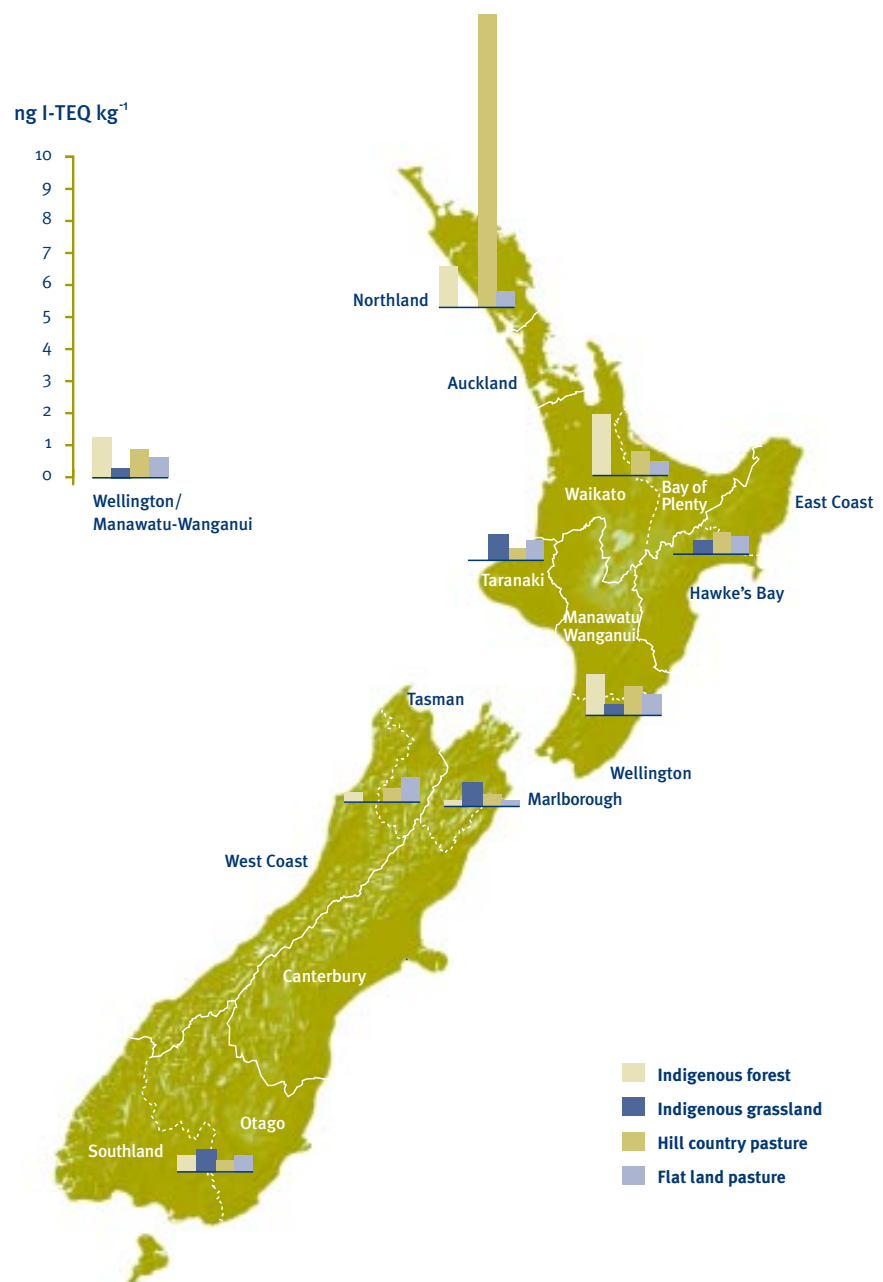 ng I-TEQ kg⁻¹
10
9
8
7
6
5
4
3
2
1
0
Wellington/
Manawatu-Wanganui
Northland
Auckland
Waikato
Bay of
Plenty
East Coast
Taranaki
Hawke's Bay
Manawatu
Wanganui
Tasman
Wellington
Marlborough
West Coast
Canterbury
Otago
Southland
Indigenous forest
Indigenous grassland
Hill country pasture
Flat land pasture